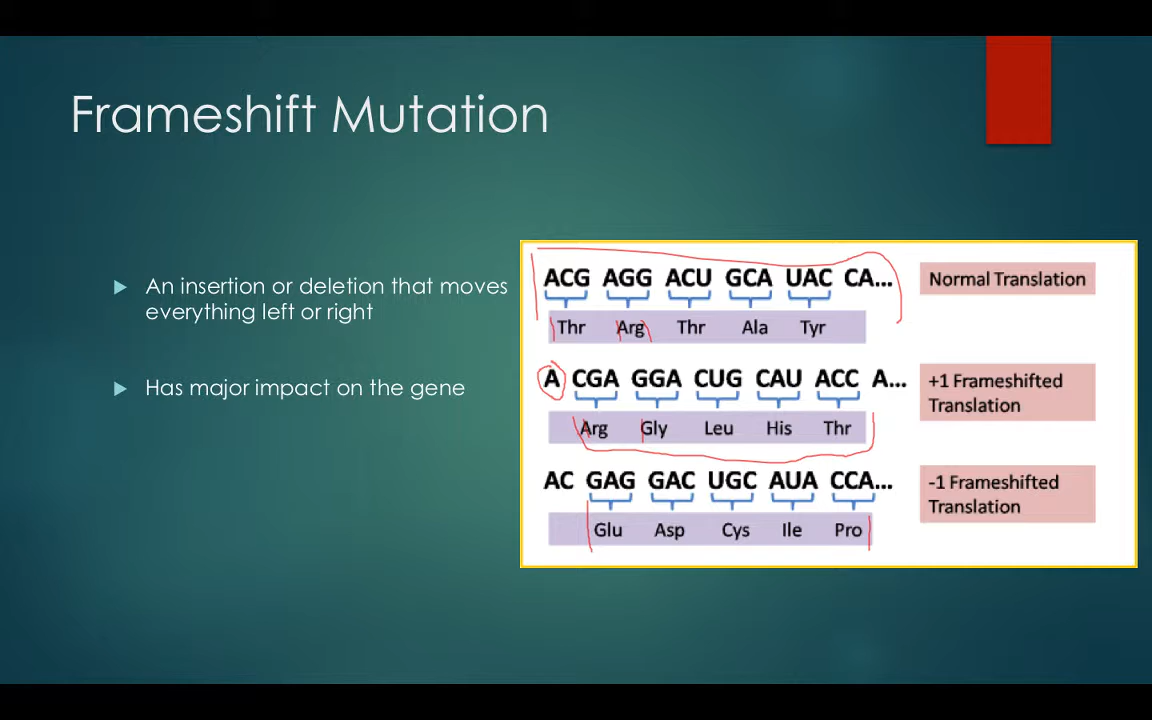 Frameshift Mutation
An insertion or deletion that moves
everything left or right
Has major impact on the gene
ACG AGG ACU GCA UAC CA...
Thr Arg Thr Ala Tyr
Normal Translation
A CGA GGA CUG CAU ACC A...
Arg Gly Leu His Thr
+1 Frameshifted
Translation
AC GAG GAC UGC AUA CCA...
Glu Asp Cys Ile Pro
-1 Frameshifted
Translation